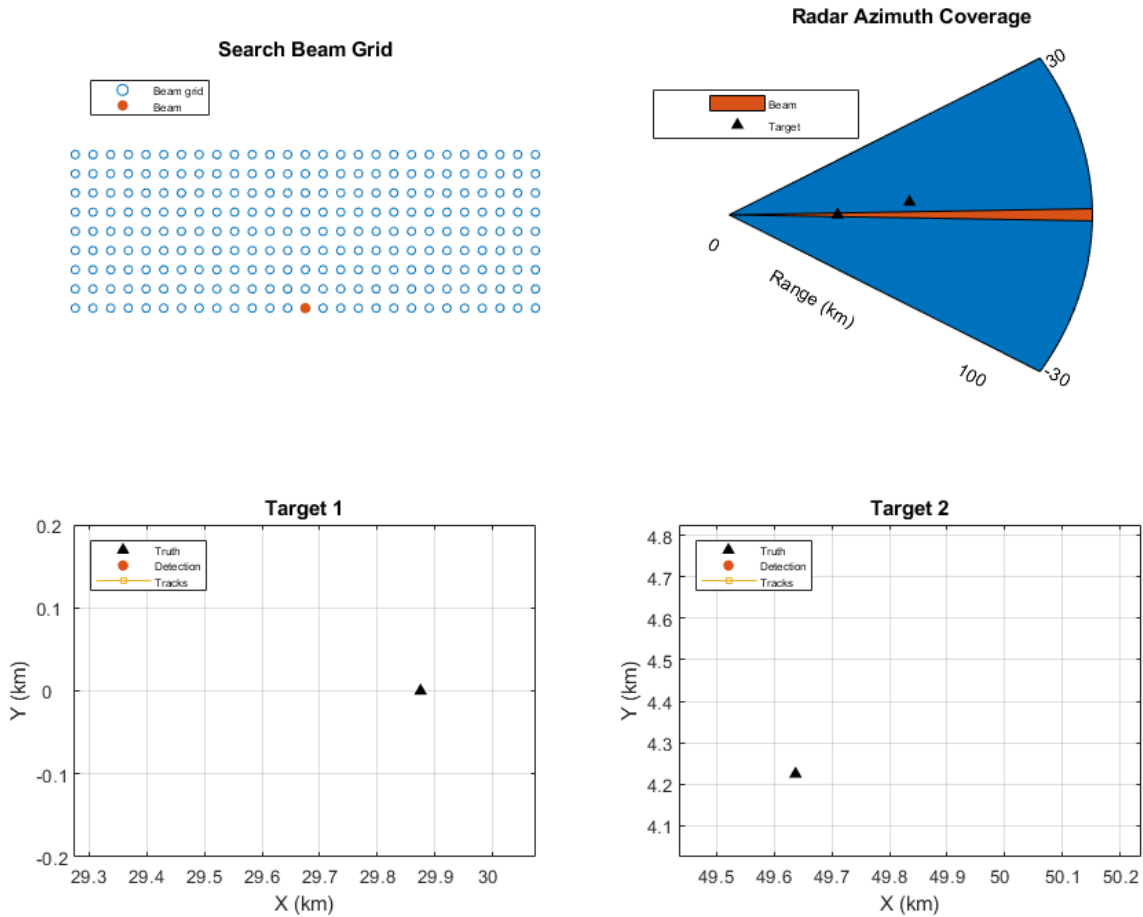 Search Beam Grid
Beam grid
Beam
Radar Azimuth Coverage
Beam
Target
30
0
Range (km)
100
-30
Target 1
Truth
Detection
Tracks
0.2
0.1
0
-0.1
-0.2
Y (km)
29.3 29.4 29.5 29.6 29.7 29.8 29.9 30
X (km)
Target 2
Truth
Detection
Tracks
4.8
4.7
4.6
4.5
4.4
4.3
4.2
4.1
Y (km)
49.5 49.6 49.7 49.8 49.9 50 50.1 50.2
X (km)